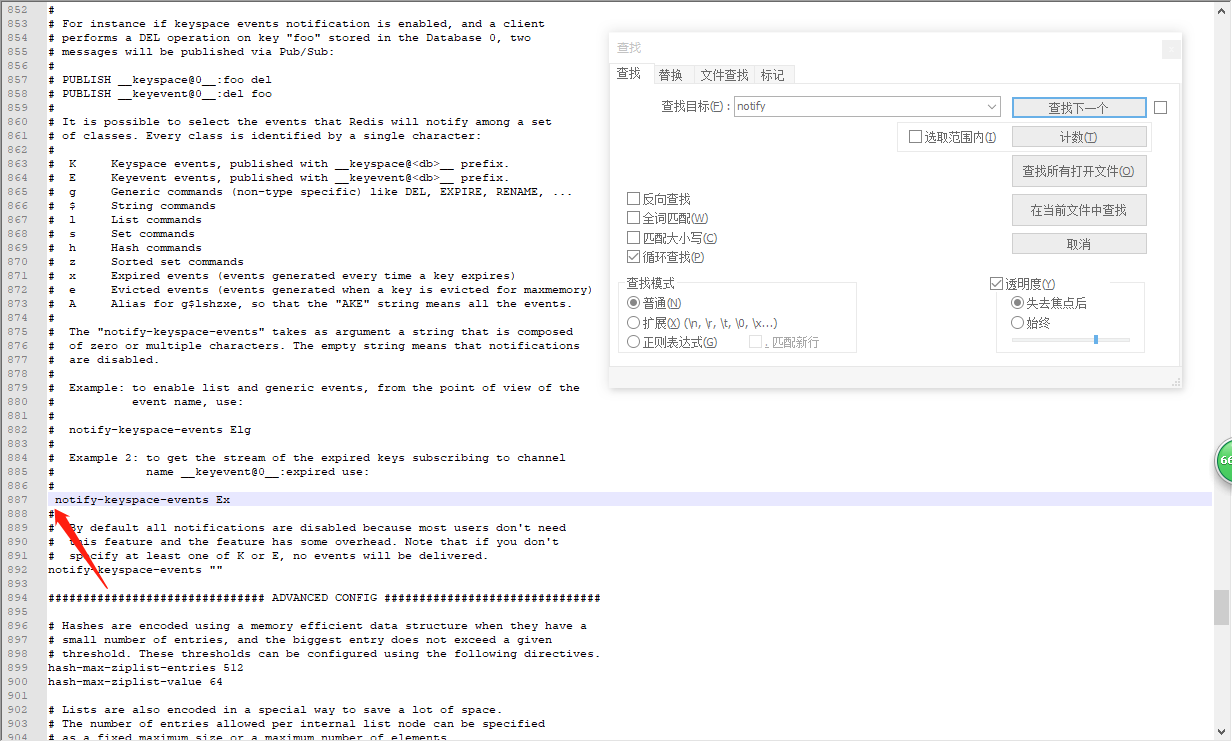 852 #
853 # For instance if keyspace events notification is enabled, and a client
854 # performs a DEL operation on key "foo" stored in the Database 0, two
855 # messages will be published via Pub/Sub:
856 #
857 # PUBLISH __keyspace@0__:foo del
858 # PUBLISH __keyevent@0__:del foo
859 #
860 # It is possible to select the events that Redis will notify among a set
861 # of classes. Every class is identified by a single character:
862 #
863 #  K     Keyspace events, published with __keyspace@<db>__ prefix.
864 #  E     Keyevent events, published with __keyevent@<db>__ prefix.
865 #  g     Generic commands (non-type specific) like DEL, EXPIRE, RENAME, ...
866 #  $     String commands
867 #  l     List commands
868 #  s     Set commands
869 #  h     Hash commands
870 #  z     Sorted set commands
871 #  x     Expired events (events generated every time a key expires)
872 #  e     Evicted events (events generated when a key is evicted for maxmemory)
873 #  A     Alias for g$lshzxe, so that the "AKE" string means all the events.
874 #
875 #  The "notify-keyspace-events" takes as argument a string that is composed
876 #  of zero or multiple characters. The empty string means that notifications
877 #  are disabled.
878 #
879 #  Example: to enable list and generic events, from the point of view of the
880 #           event name, use:
881 #
882 #  notify-keyspace-events Elg
883 #
884 #  Example 2: to get the stream of the expired keys subscribing to channel
885 #             name __keyevent@0__:expired use:
886 #
887  notify-keyspace-events Ex
888 #
889 #  By default all notifications are disabled because most users don't need
890 #  this feature and the feature has some overhead. Note that if you don't
891 #  specify at least one of K or E, no events will be delivered.
892 notify-keyspace-events ""
893
894 ############################### ADVANCED CONFIG ###############################
895
896 # Hashes are encoded using a memory efficient data structure when they have a
897 # small number of entries, and the biggest entry does not exceed a given
898 # threshold. These thresholds can be configured using the following directives.
899 hash-max-ziplist-entries 512
900 hash-max-ziplist-value 64
901
902 # Lists are also encoded in a special way to save a lot of space.
903 # The number of entries allowed per internal list node can be specified
904 # as a fixed maximum size or a maximum number of elements
查找
查找 替换 文件查找 标记
查找目标(F) : notify 查找下一个
选取范围内(I) 计数(T)
查找所有打开文件(O)
在当前文件中查找
取消
反向查找
全词匹配(W)
匹配大小写(C)
循环查找(P)
查找模式
普通(N)
扩展(X) (\n, \r, \t, \0, \x...)
正则表达式(G) . 匹配新行
透明度(Y)
失去焦点后
始终
66